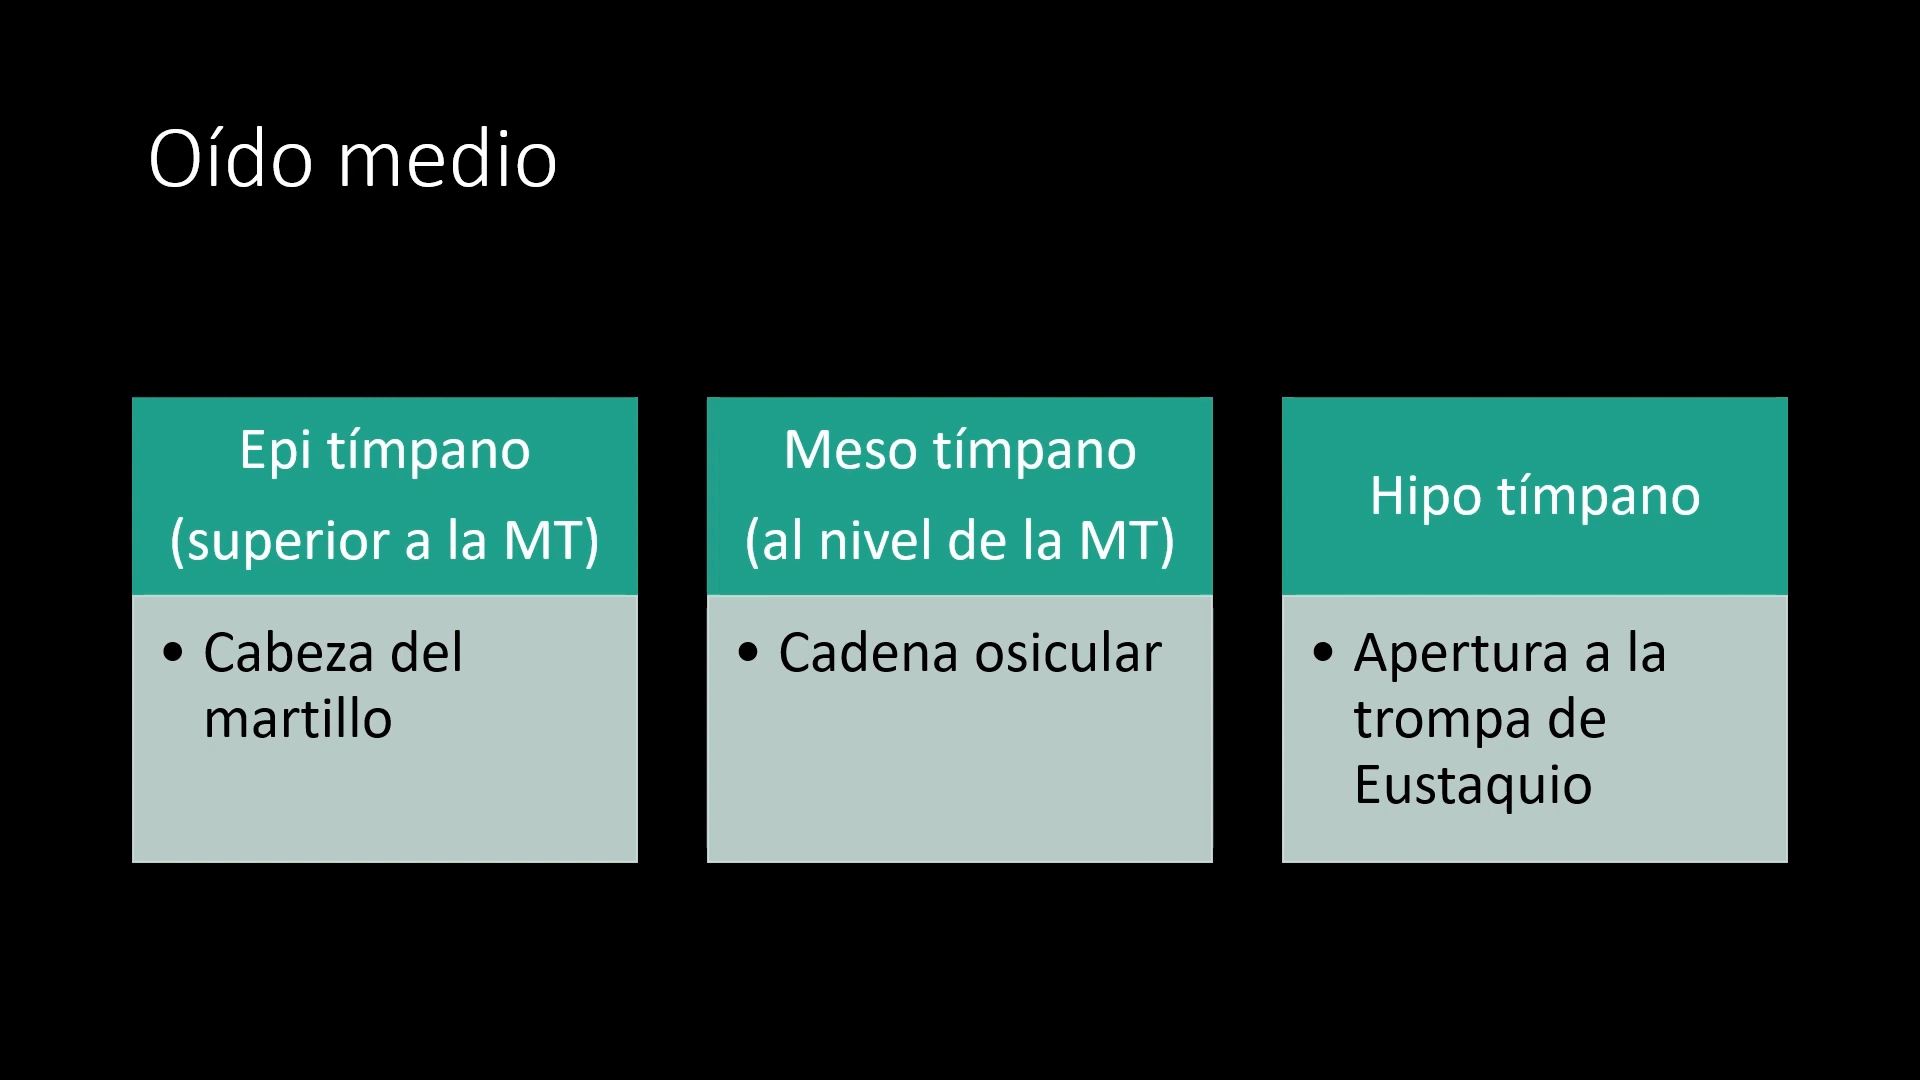 Oído medio
Epi tímpano
(superior a la MT)
• Cabeza del
martillo
Meso tímpano
(al nivel de la MT)
• Cadena osicular
Hipo tímpano
• Apertura a la
trompa de
Eustaquio